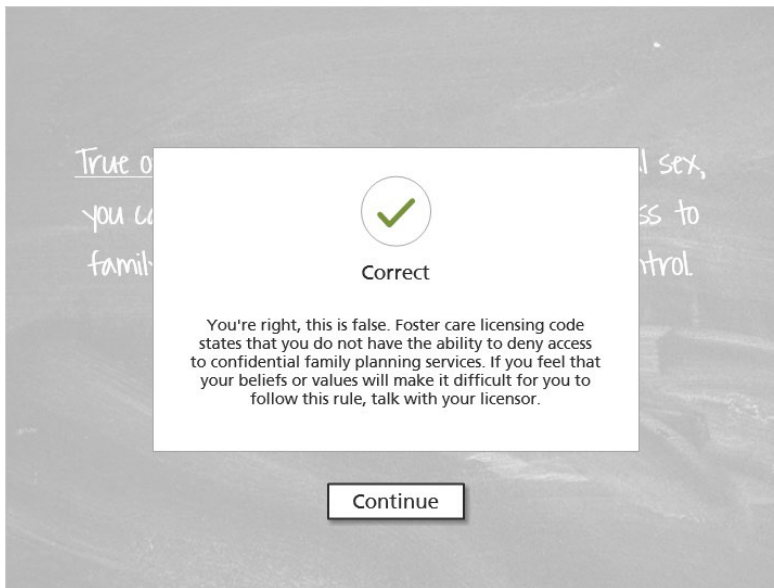 True o
l sex,
you c
ss to
famil
ntrol.
Correct
You're right, this is false. Foster care licensing code
states that you do not have the ability to deny access
to confidential family planning services. If you feel that
your beliefs or values will make it difficult for you to
follow this rule, talk with your licensor.
Continue